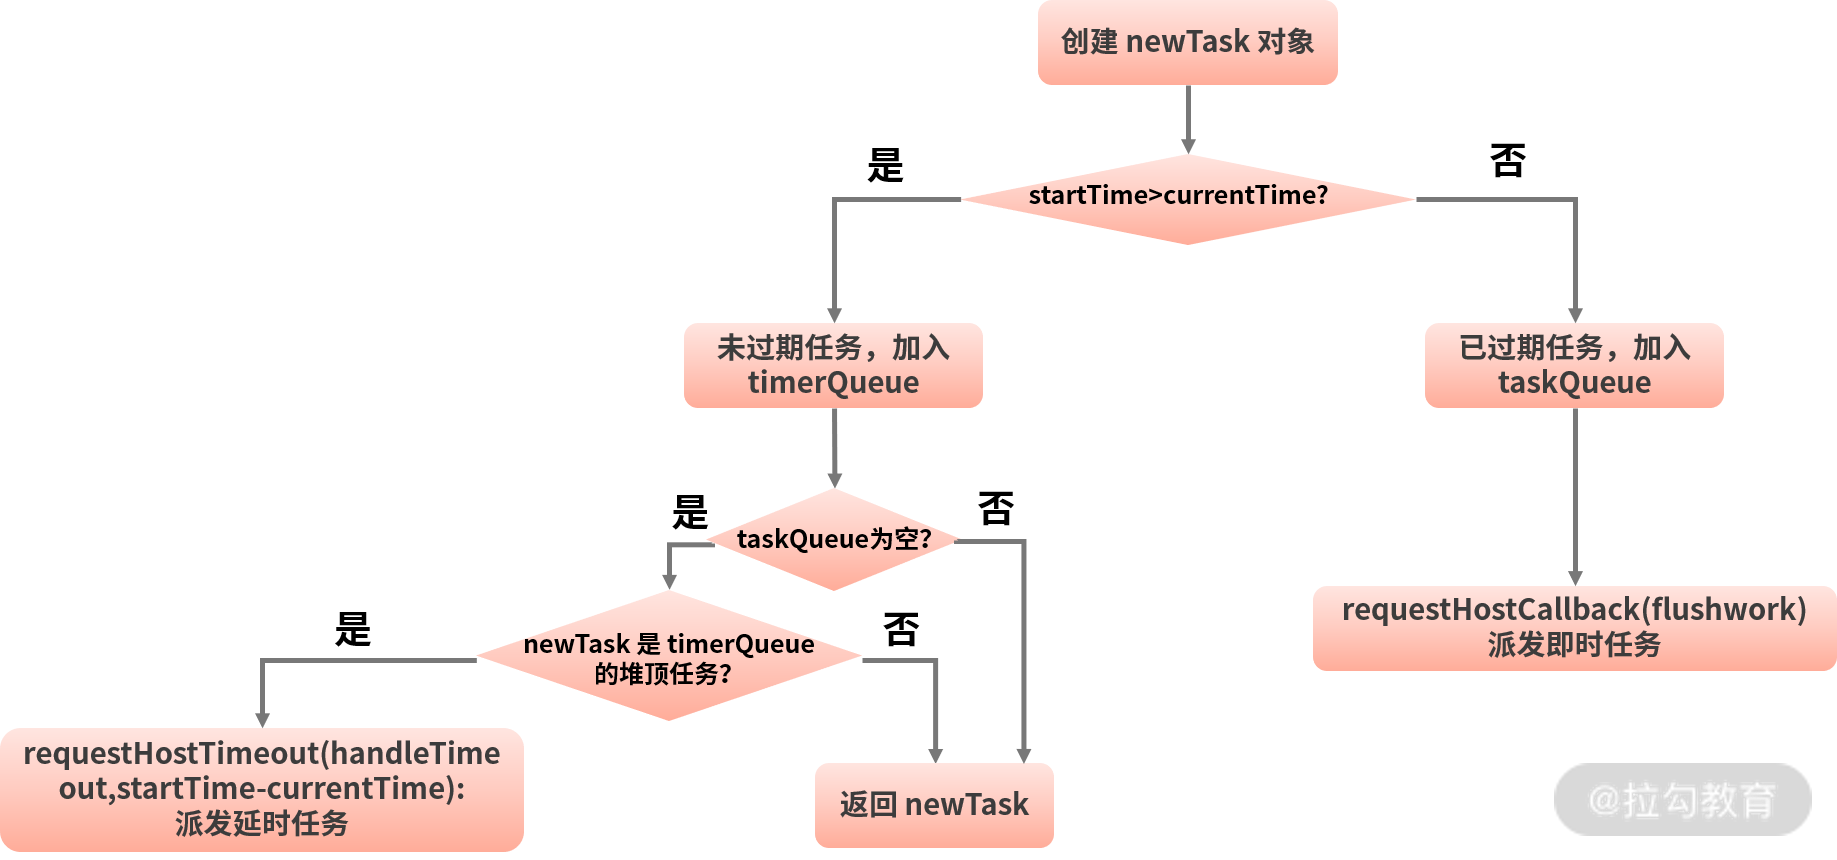 创建 newTask 对象
是
否
startTime>currentTime?
未过期任务，加入
timerQueue
已过期任务，加入
taskQueue
是
否
taskQueue为空？
requestHostCallback(flushwork)
派发即时任务
是
否
newTask 是 timerQueue
的堆顶任务？
requestHostTimeout(handleTime
out,startTime-currentTime):
派发延时任务
返回 newTask
@拉勾教育